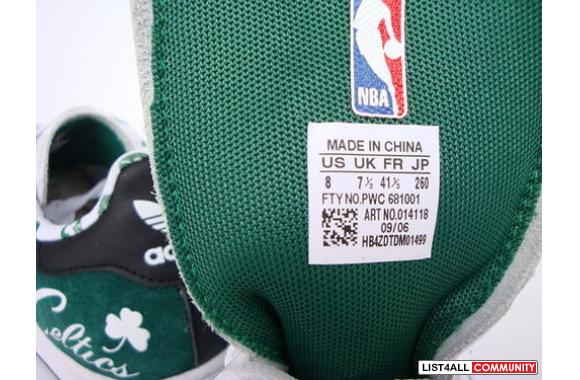 NBA
MADE IN CHINA
US UK FR JP
8 7½ 41⅓ 260
FTY NO.PWC 681001
ART NO.014118
09/06
HB4ZDTDM01499
adi
Celtics
LIST4ALL COMMUNITY